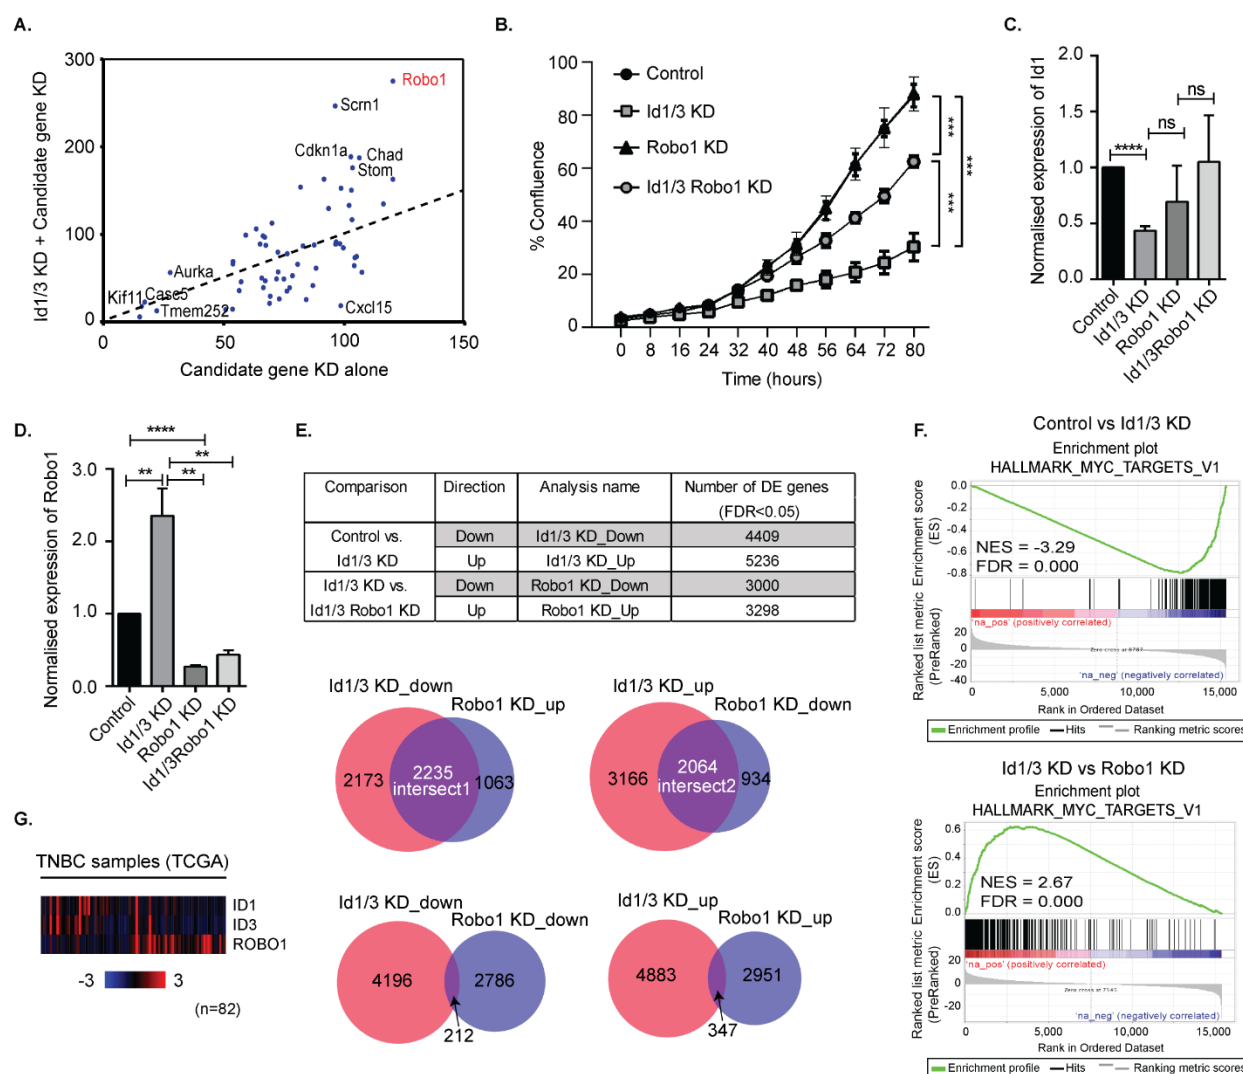 A.
Id1/3 KD + Candidate gene KD
300
200
100
0
Robo1
Scrn1
Cdkn1a
Chad
Stom
Aurka
Kif11
Casc5
Tmem252
Cxcl15
0
50
100
150
Candidate gene KD alone
B.
% Confluence
100
80
60
40
20
0
Control
Id1/3 KD
Robo1 KD
Id1/3 Robo1 KD
***
***
***
0 8 16 24 32 40 48 56 64 72 80
Time (hours)
C.
Normalised expression of Id1
2.0
1.5
1.0
0.5
0.0
****
ns
ns
Control
Id1/3 KD
Robo1 KD
Id1/3Robo1 KD
D.
Normalised expression of Robo1
3.0
2.0
1.0
0.0
****
**
**
**
Control
Id1/3 KD
Robo1 KD
Id1/3Robo1 KD
E.
Comparison Direction Analysis name Number of DE genes
(FDR<0.05)
Control vs. Down Id1/3 KD_Down 4409
Id1/3 KD Up Id1/3 KD_Up 5236
Id1/3 KD vs. Down Robo1 KD_Down 3000
Id1/3 Robo1 KD Up Robo1 KD_Up 3298
Id1/3 KD_down
Robo1 KD_up
2173
2235
intersect1
1063
Id1/3 KD_up
Robo1 KD_down
3166
2064
intersect2
934
Id1/3 KD_down
Robo1 KD_down
4196
2786
212
Id1/3 KD_up
Robo1 KD_up
4883
2951
347
F.
Control vs Id1/3 KD
Enrichment plot
HALLMARK_MYC_TARGETS_V1
Enrichment score
(ES)
0.0
-0.2
-0.4
-0.6
-0.8
NES = -3.29
FDR = 0.000
'na_pos' (positively correlated)
Ranked list metric
(PreRanked)
20
0
-20
-40
Zero cross at 8787
'na_neg' (negatively correlated)
0 5,000 10,000 15,000
Rank in Ordered Dataset
Enrichment profile Hits Ranking metric scores
Id1/3 KD vs Robo1 KD
Enrichment plot
HALLMARK_MYC_TARGETS_V1
Enrichment score
(ES)
0.6
0.4
0.2
0.0
NES = 2.67
FDR = 0.000
'na_pos' (positively correlated)
Ranked list metric
(PreRanked)
20
0
-20
'na_neg' (negatively correlated)
0 5,000 10,000 15,000
Rank in Ordered Dataset
Enrichment profile Hits Ranking metric scores
G.
TNBC samples (TCGA)
ID1
ID3
ROBO1
-3
3
(n=82)